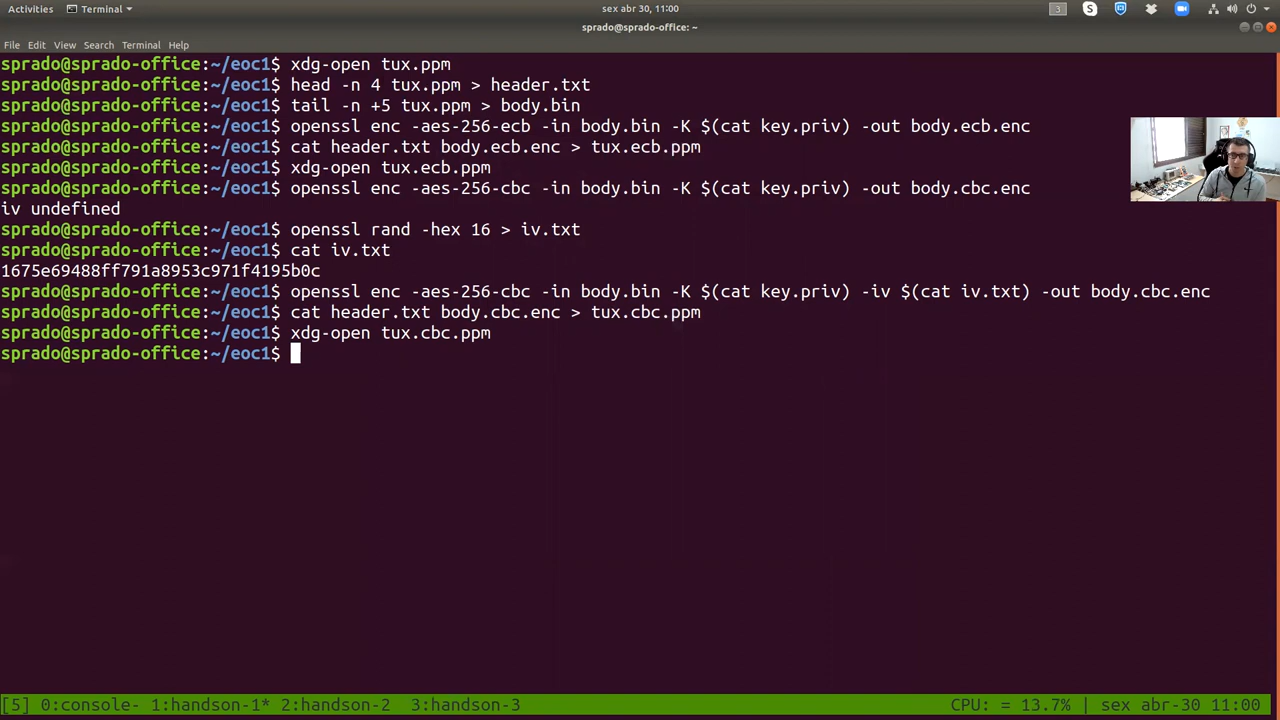 Activities Terminal sex abr 30, 11:00 3
sprado@sprado-office: ~
File Edit View Search Terminal Help
sprado@sprado-office:~/eoc1$ xdg-open tux.ppm
sprado@sprado-office:~/eoc1$ head -n 4 tux.ppm > header.txt
sprado@sprado-office:~/eoc1$ tail -n +5 tux.ppm > body.bin
sprado@sprado-office:~/eoc1$ openssl enc -aes-256-ecb -in body.bin -K $(cat key.priv) -out body.ecb.enc
sprado@sprado-office:~/eoc1$ cat header.txt body.ecb.enc > tux.ecb.ppm
sprado@sprado-office:~/eoc1$ xdg-open tux.ecb.ppm
sprado@sprado-office:~/eoc1$ openssl enc -aes-256-cbc -in body.bin -K $(cat key.priv) -out body.cbc.enc
iv undefined
sprado@sprado-office:~/eoc1$ openssl rand -hex 16 > iv.txt
sprado@sprado-office:~/eoc1$ cat iv.txt
1675e69488ff791a8953c971f4195b0c
sprado@sprado-office:~/eoc1$ openssl enc -aes-256-cbc -in body.bin -K $(cat key.priv) -iv $(cat iv.txt) -out body.cbc.enc
sprado@sprado-office:~/eoc1$ cat header.txt body.cbc.enc > tux.cbc.ppm
sprado@sprado-office:~/eoc1$ xdg-open tux.cbc.ppm
sprado@sprado-office:~/eoc1$
[5] 0:console- 1:handson-1* 2:handson-2 3:handson-3 CPU: = 13.7% | sex abr-30 11:00